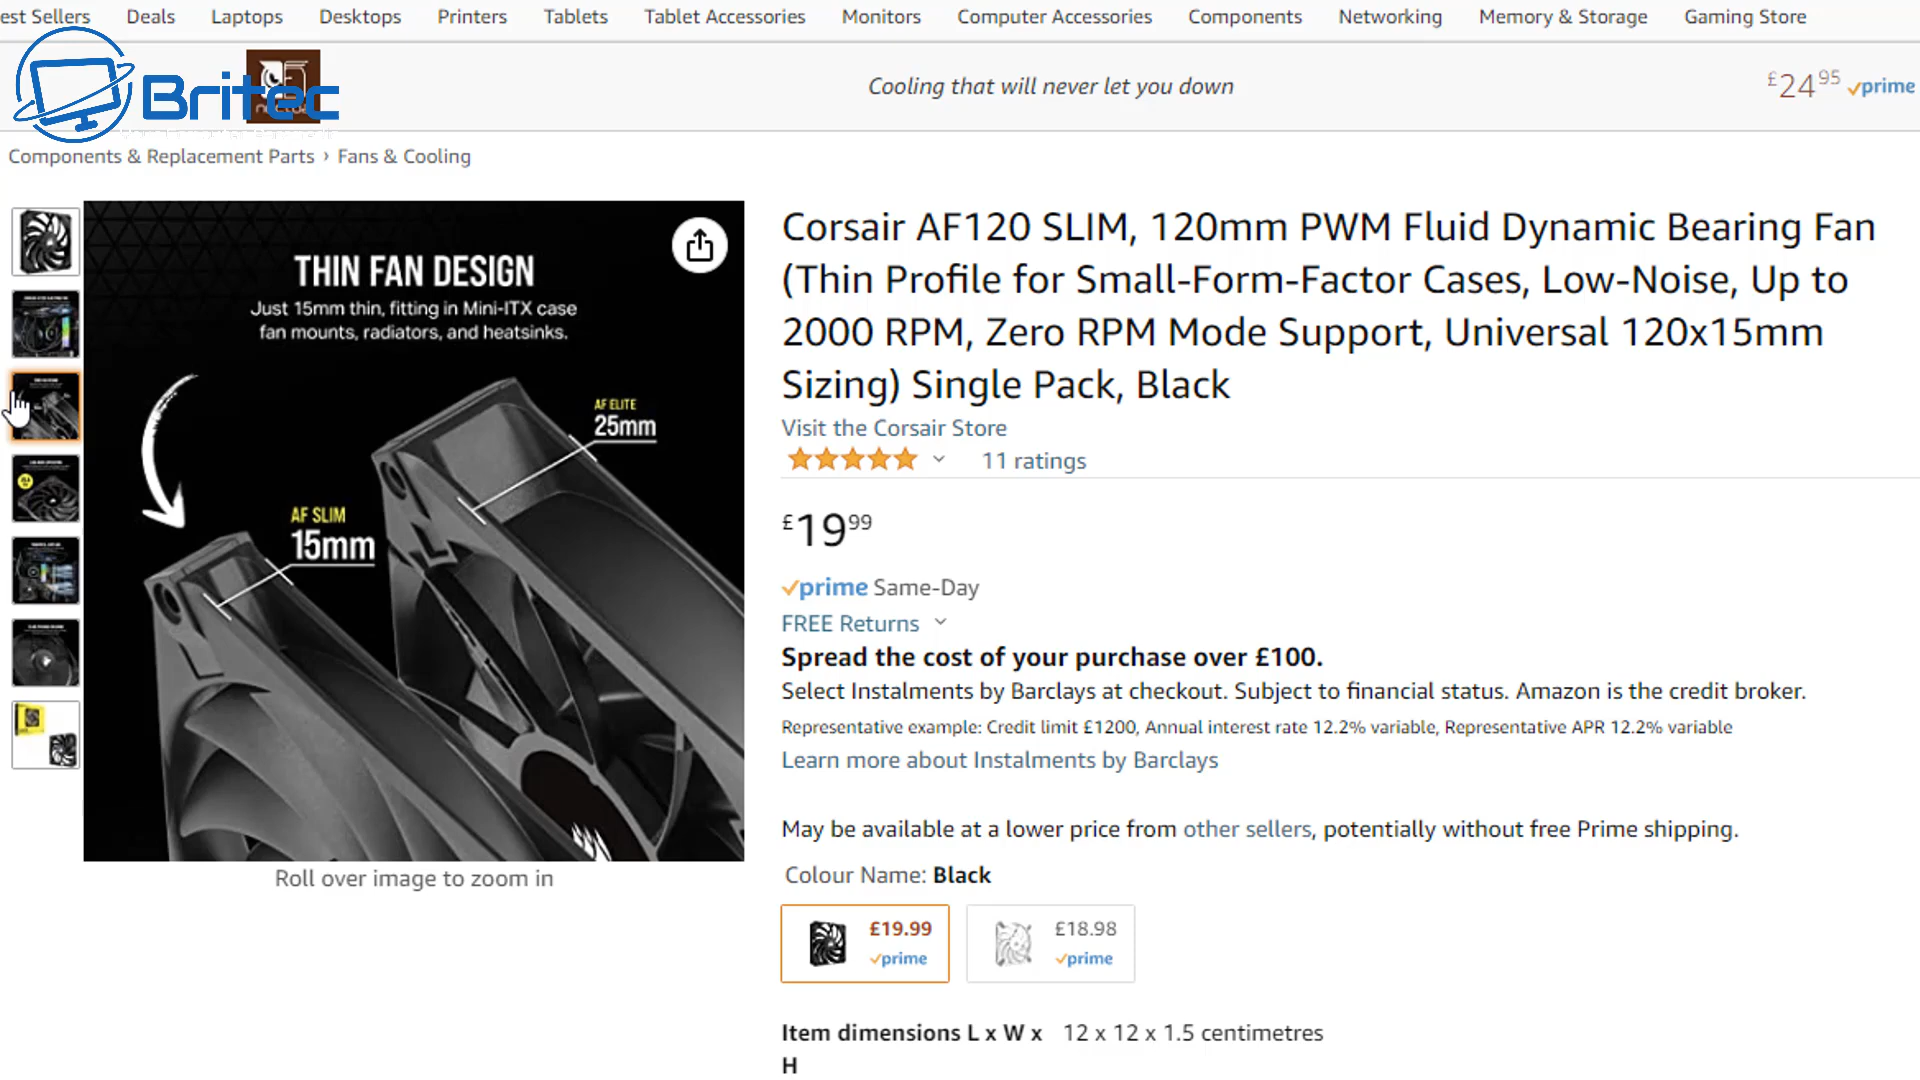 est Sellers Deals Laptops Desktops Printers Tablets Tablet Accessories Monitors Computer Accessories Components Networking Memory & Storage Gaming Store
Britec
Cooling that will never let you down
£24 95 prime
Components & Replacement Parts › Fans & Cooling
THIN FAN DESIGN
Just 15mm thin, fitting in Mini-ITX case
fan mounts, radiators, and heatsinks.
AF ELITE
25mm
AF SLIM
15mm
Roll over image to zoom in
Corsair AF120 SLIM, 120mm PWM Fluid Dynamic Bearing Fan
(Thin Profile for Small-Form-Factor Cases, Low-Noise, Up to
2000 RPM, Zero RPM Mode Support, Universal 120x15mm
Sizing) Single Pack, Black
Visit the Corsair Store
11 ratings
£19 99
prime Same-Day
FREE Returns
Spread the cost of your purchase over £100.
Select Instalments by Barclays at checkout. Subject to financial status. Amazon is the credit broker.
Representative example: Credit limit £1200, Annual interest rate 12.2% variable, Representative APR 12.2% variable
Learn more about Instalments by Barclays
May be available at a lower price from other sellers, potentially without free Prime shipping.
Colour Name: Black
£19.99 £18.98
prime prime
Item dimensions L x W x 12 x 12 x 1.5 centimetres
H